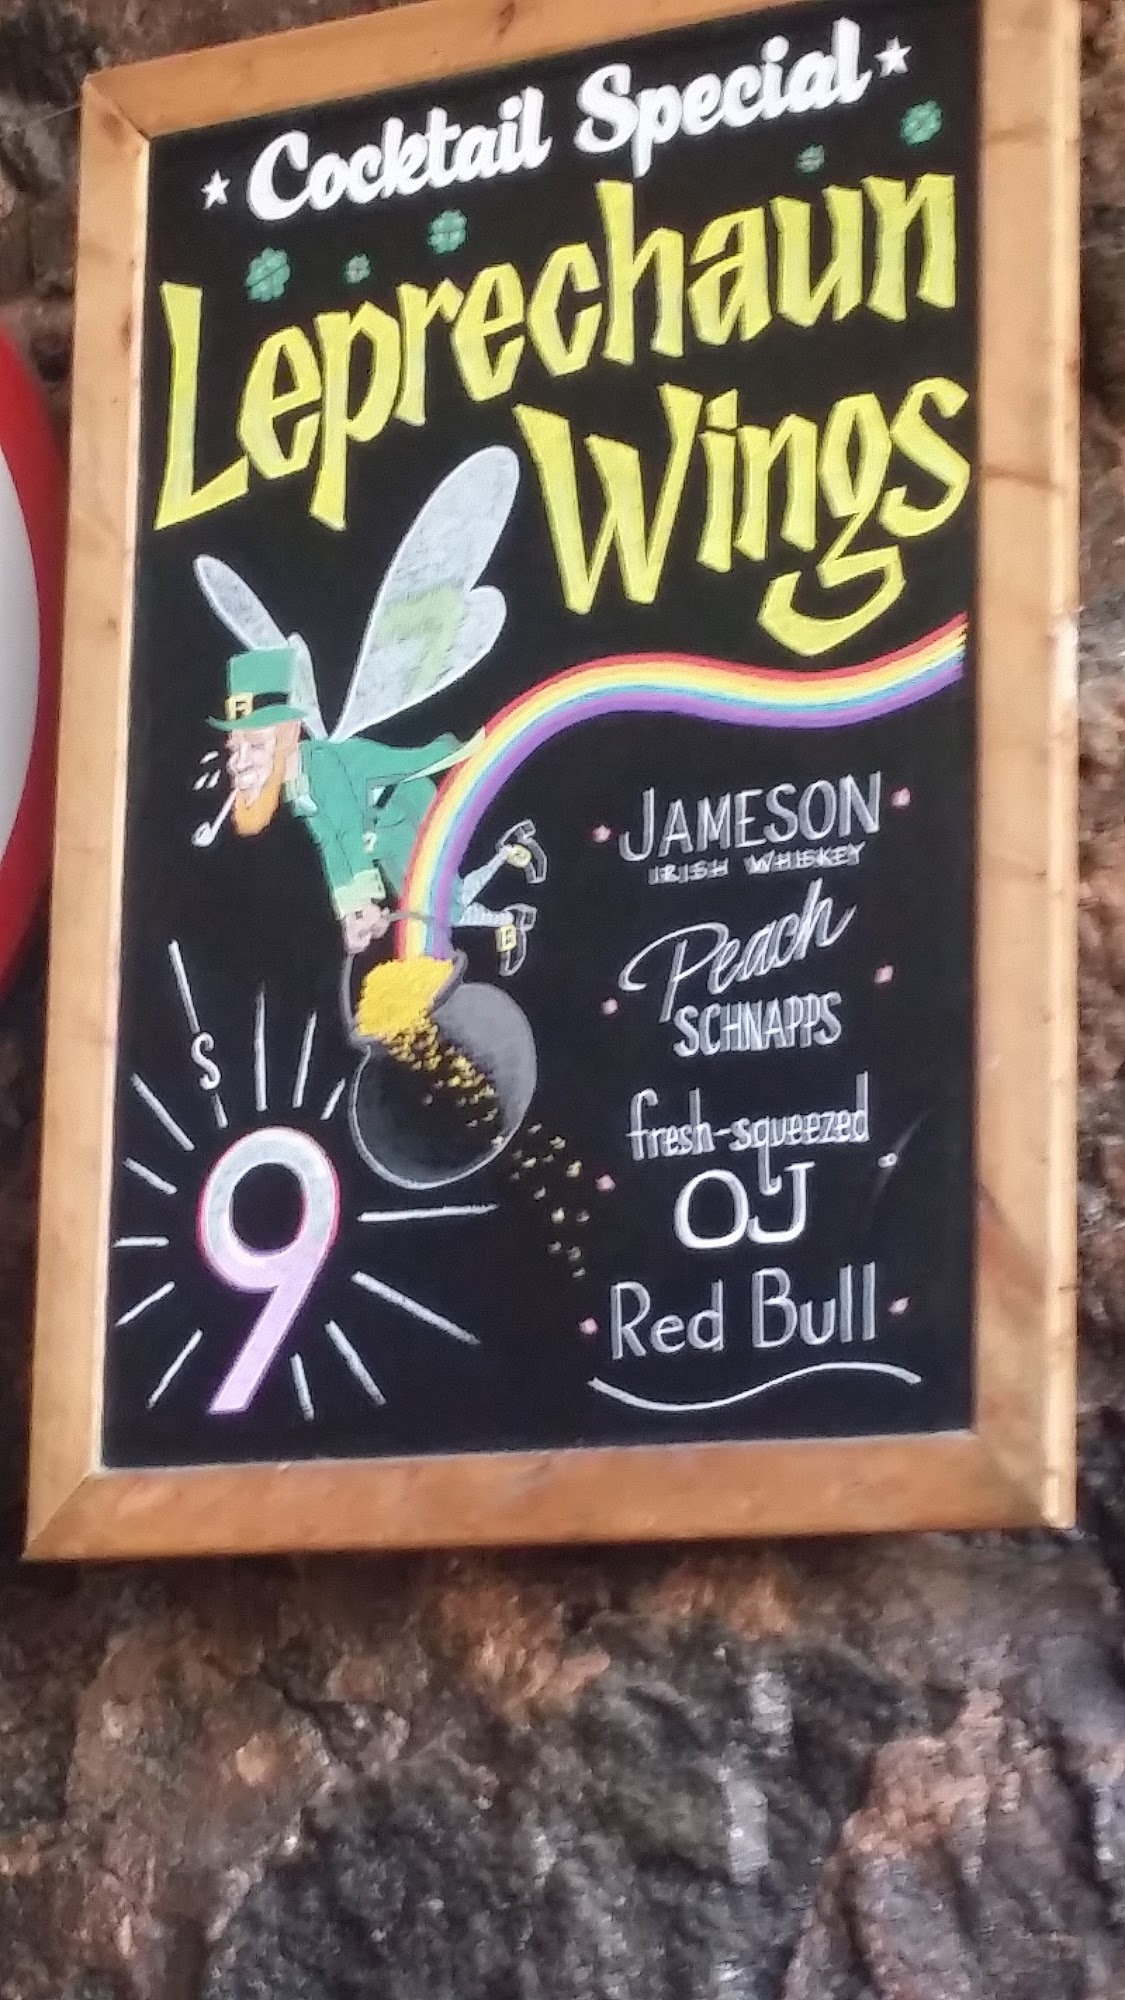 Cocktail Special
Leprechaun
Wings
JAMESON
IRISH WHISKEY
Peach
SCHNAPPS
fresh-squeezed
OJ
Red Bull
$
9